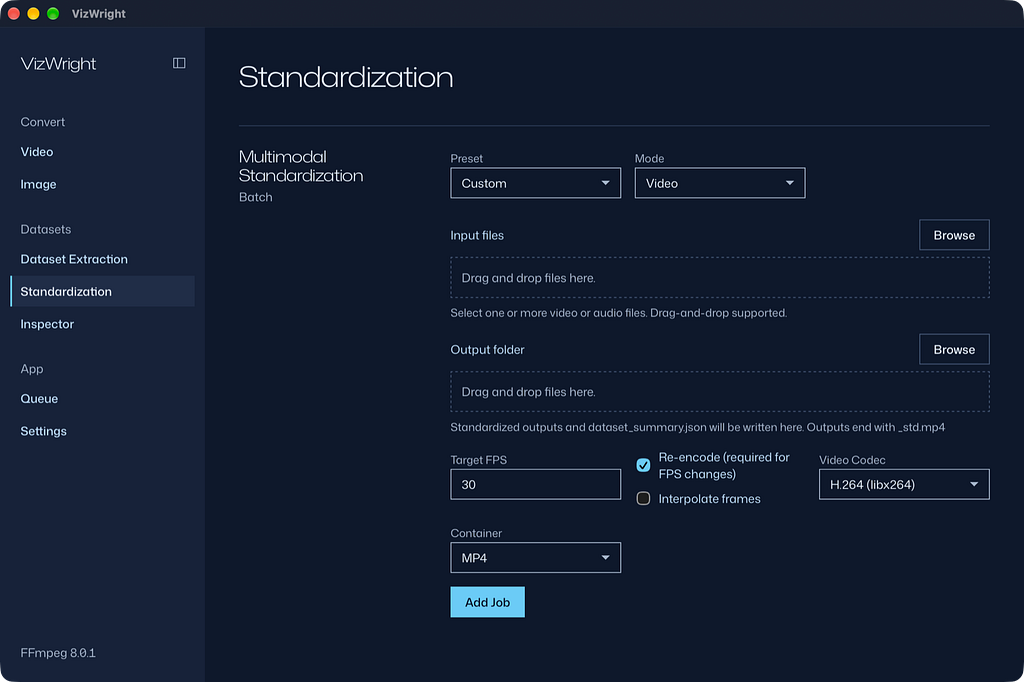 VizWright
VizWright
Convert
Video
Image
Datasets
Dataset Extraction
Standardization
Inspector
App
Queue
Settings
FFmpeg 8.0.1
Standardization
Multimodal
Standardization
Batch
Preset
Mode
Custom
Video
Input files
Browse
Drag and drop files here.
Select one or more video or audio files. Drag-and-drop supported.
Output folder
Browse
Drag and drop files here.
Standardized outputs and dataset_summary.json will be written here. Outputs end with _std.mp4
Target FPS
30
Re-encode (required for
FPS changes)
Interpolate frames
Video Codec
H.264 (libx264)
Container
MP4
Add Job